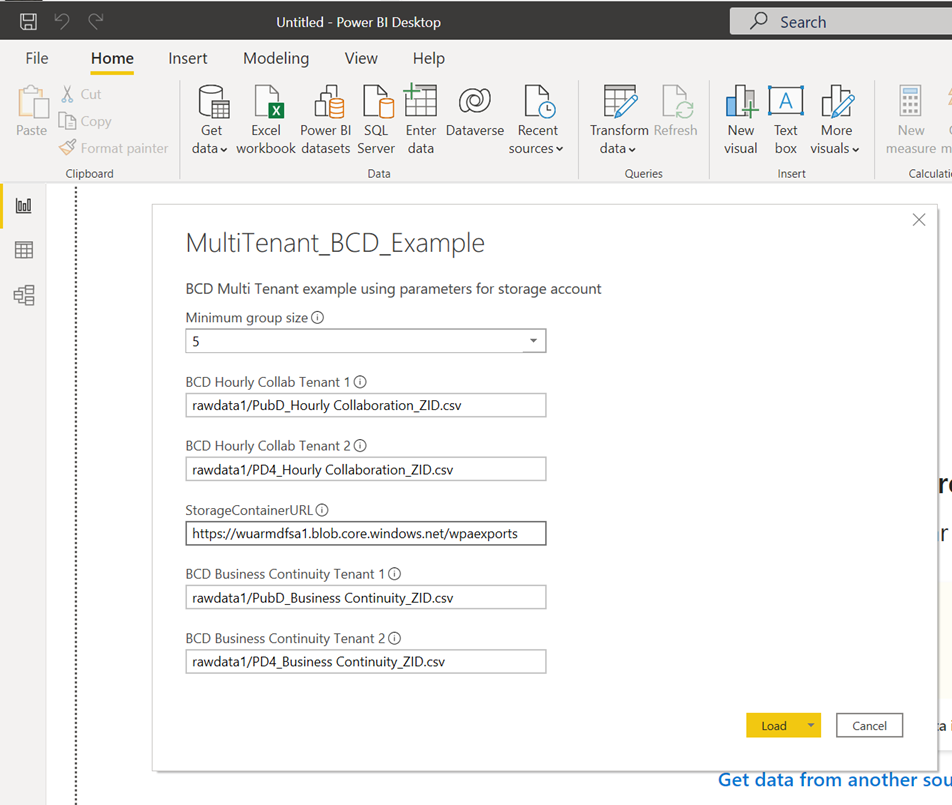 Untitled - Power BI Desktop
Search
File Home Insert Modeling View Help
Paste
Cut
Copy
Format painter
Clipboard
Get data
Excel workbook
Power BI datasets
SQL Server
Enter data
Dataverse
Recent sources
Data
Transform data
Refresh
Queries
New visual
Text box
More visuals
Insert
New measure
MultiTenant_BCD_Example
BCD Multi Tenant example using parameters for storage account
Minimum group size
5
BCD Hourly Collab Tenant 1
rawdata1/PubD_Hourly Collaboration_ZID.csv
BCD Hourly Collab Tenant 2
rawdata1/PD4_Hourly Collaboration_ZID.csv
StorageContainerURL
https://wuarmdfsa1.blob.core.windows.net/wpaexports
BCD Business Continuity Tenant 1
rawdata1/PubD_Business Continuity_ZID.csv
BCD Business Continuity Tenant 2
rawdata1/PD4_Business Continuity_ZID.csv
Load
Cancel
Get data from another